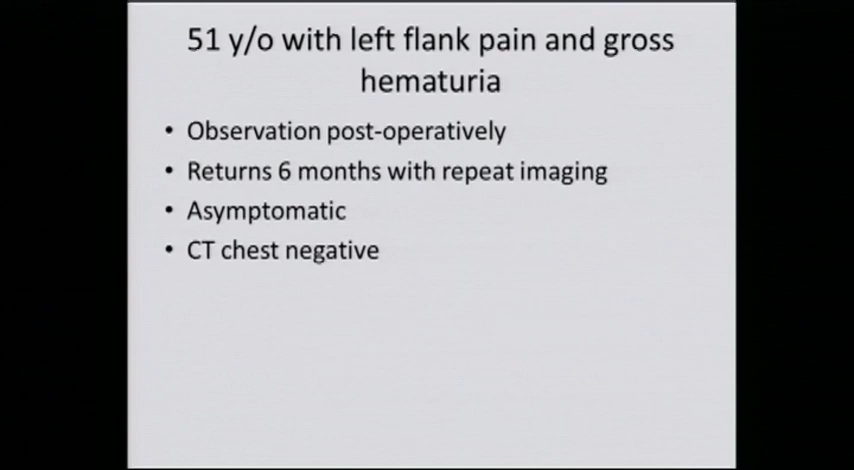 51 y/o with left flank pain and gross
hematuria
• Observation post-operatively
• Returns 6 months with repeat imaging
• Asymptomatic
• CT chest negative